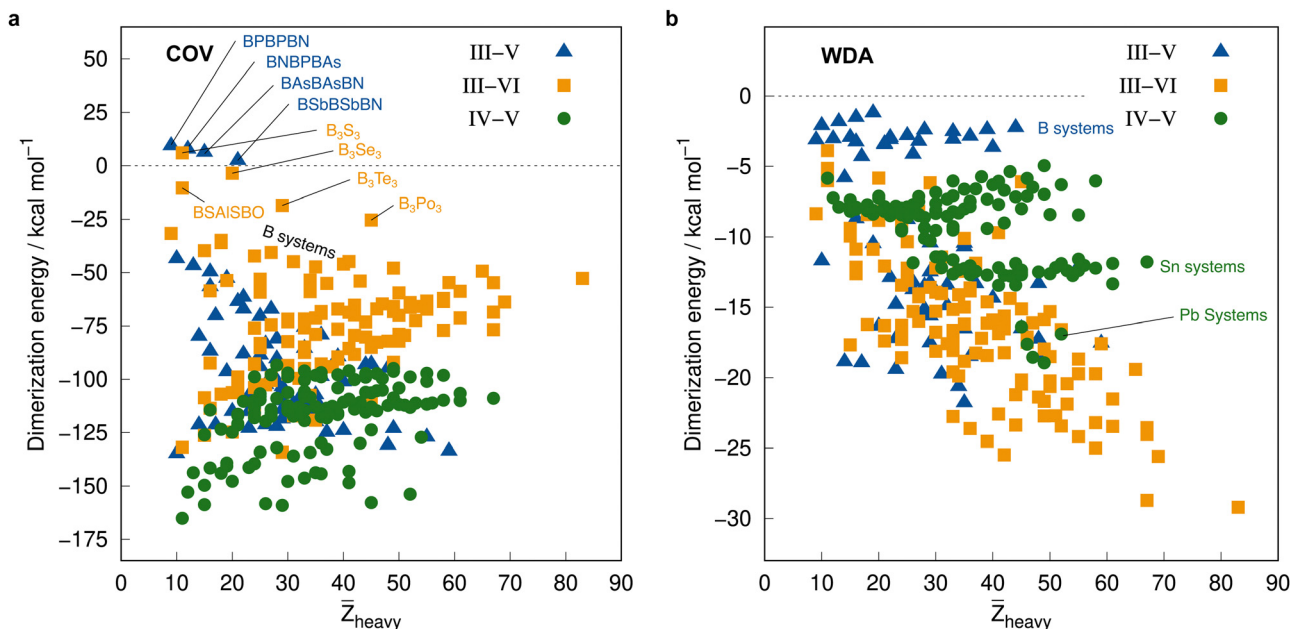 a
COV
BPBPBN
BNBPBAs
BAsBAsBN
BSbBSbBN
B₃S₃
B₃Se₃
B₃Te₃
B₃Po₃
BSAlSBO
B systems
III–V
III–VI
IV–V
50
25
0
−25
−50
−75
−100
−125
−150
−175
Dimerization energy / kcal mol⁻¹
0 10 20 30 40 50 60 70 80 90
Z̅heavy
b
WDA
III–V
III–VI
IV–V
B systems
Sn systems
Pb Systems
0
−5
−10
−15
−20
−25
−30
Dimerization energy / kcal mol⁻¹
0 10 20 30 40 50 60 70 80 90
Z̅heavy